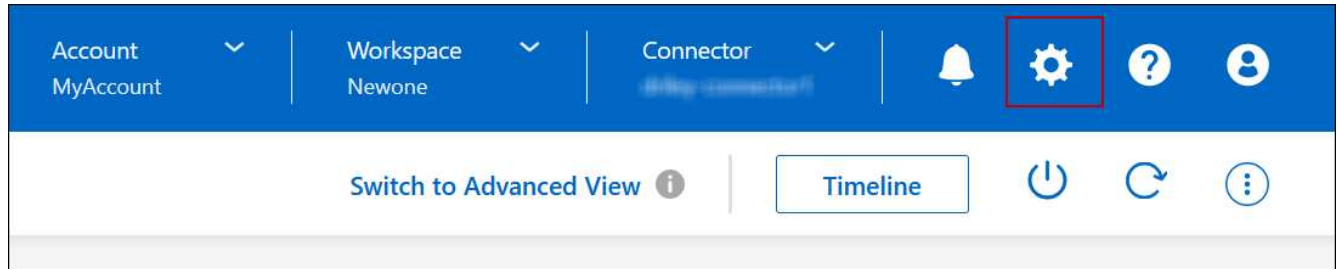 Account
MyAccount
Workspace
Newone
Connector
Switch to Advanced View
Timeline